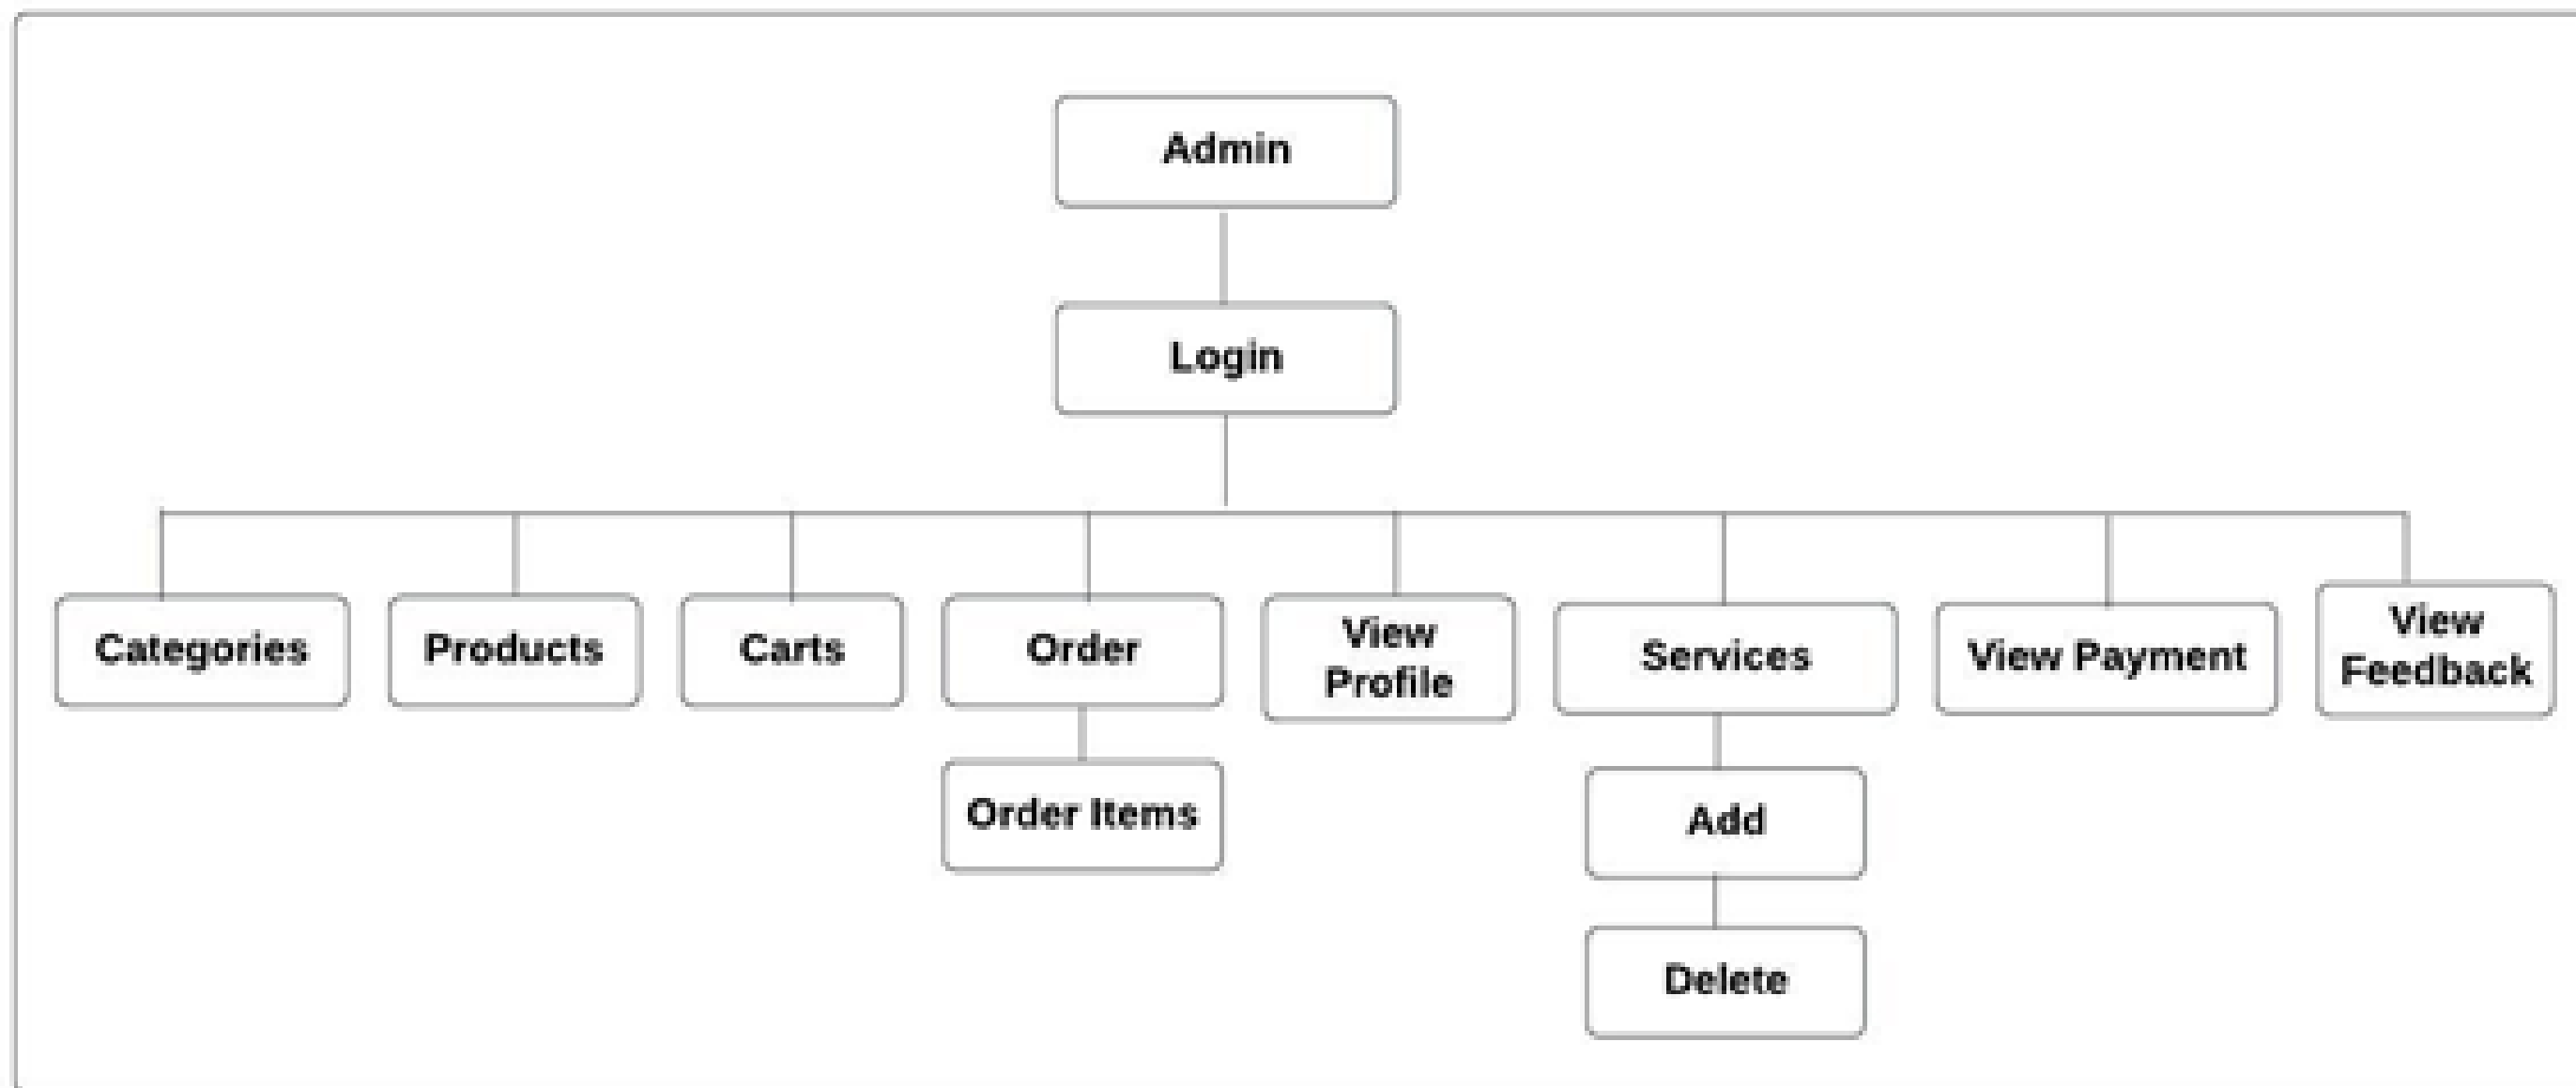 Admin
Login
Categories
Products
Carts
Order
View
Profile
Services
View Payment
View
Feedback
Order Items
Add
Delete